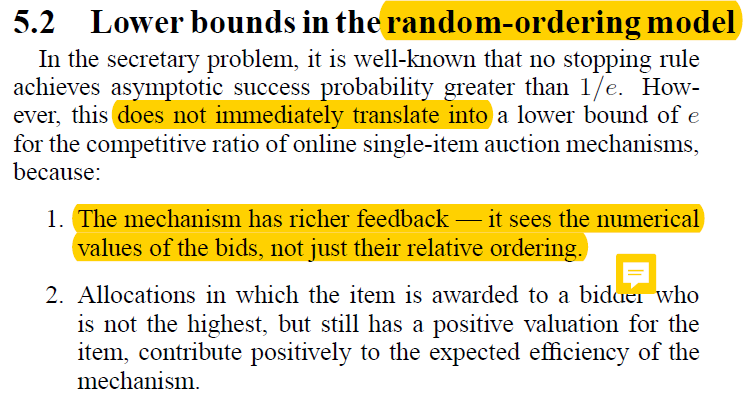 5.2 Lower bounds in the random-ordering model
In the secretary problem, it is well-known that no stopping rule
achieves asymptotic success probability greater than 1/e. How-
ever, this does not immediately translate into a lower bound of e
for the competitive ratio of online single-item auction mechanisms,
because:
1. The mechanism has richer feedback — it sees the numerical
values of the bids, not just their relative ordering.
2. Allocations in which the item is awarded to a bidder who
is not the highest, but still has a positive valuation for the
item, contribute positively to the expected efficiency of the
mechanism.